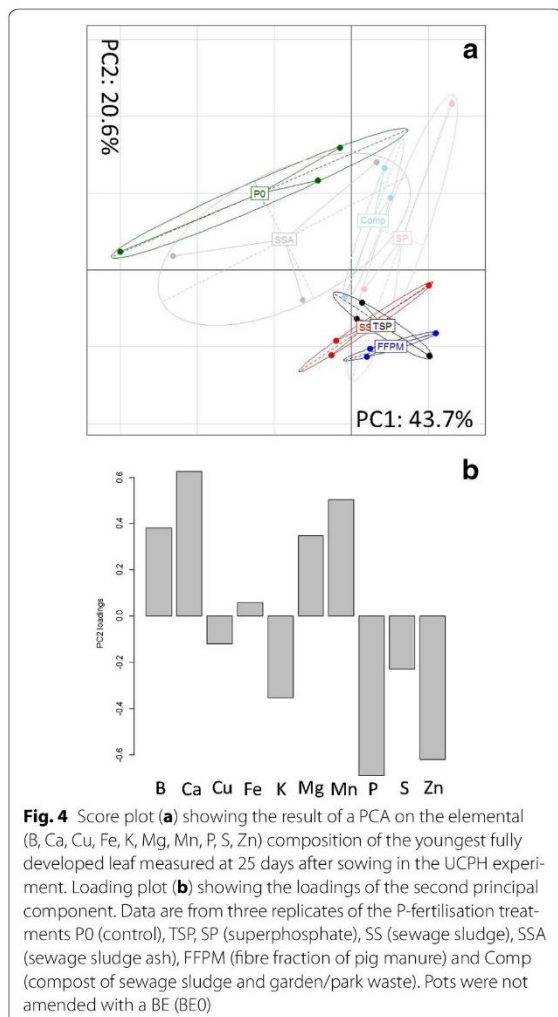 a
PC2: 20.6%
P0
Comp
SSA
SP
SS
TSP
FFPM
PC1: 43.7%
b
PC2 loadings
0.6
0.4
0.2
0.0
-0.2
-0.4
-0.6
B Ca Cu Fe K Mg Mn P S Zn
Fig. 4 Score plot (a) showing the result of a PCA on the elemental
(B, Ca, Cu, Fe, K, Mg, Mn, P, S, Zn) composition of the youngest fully
developed leaf measured at 25 days after sowing in the UCPH experi-
ment. Loading plot (b) showing the loadings of the second principal
component. Data are from three replicates of the P-fertilisation treat-
ments P0 (control), TSP, SP (superphosphate), SS (sewage sludge), SSA
(sewage sludge ash), FFPM (fibre fraction of pig manure) and Comp
(compost of sewage sludge and garden/park waste). Pots were not
amended with a BE (BE0)